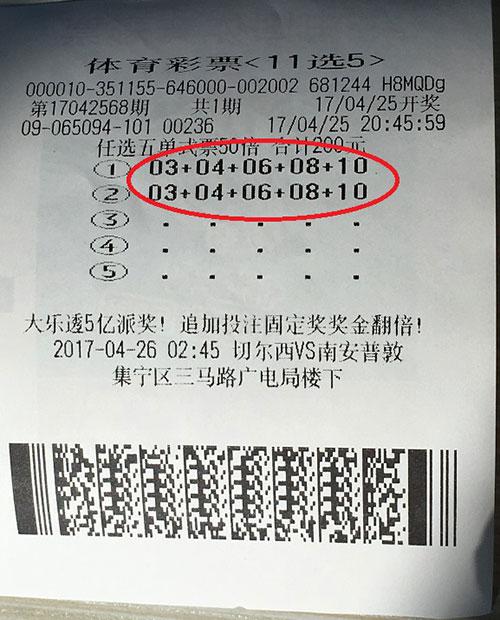 体育彩票<11选5>
000010-351155-646000-002002 681244 H8MQDg
第17042568期 共1期 17/04/25开奖
09-065094-101 00236 17/04/25 20:45:59
任选五单式票50倍 合计200元
① 03+04+06+08+10
② 03+04+06+08+10
③ . . . . .
④ . . . . .
⑤ . . . . .
大乐透5亿派奖! 追加投注固定奖奖金翻倍!
2017-04-26 02:45 切尔西VS南安普敦
集宁区三马路广电局楼下